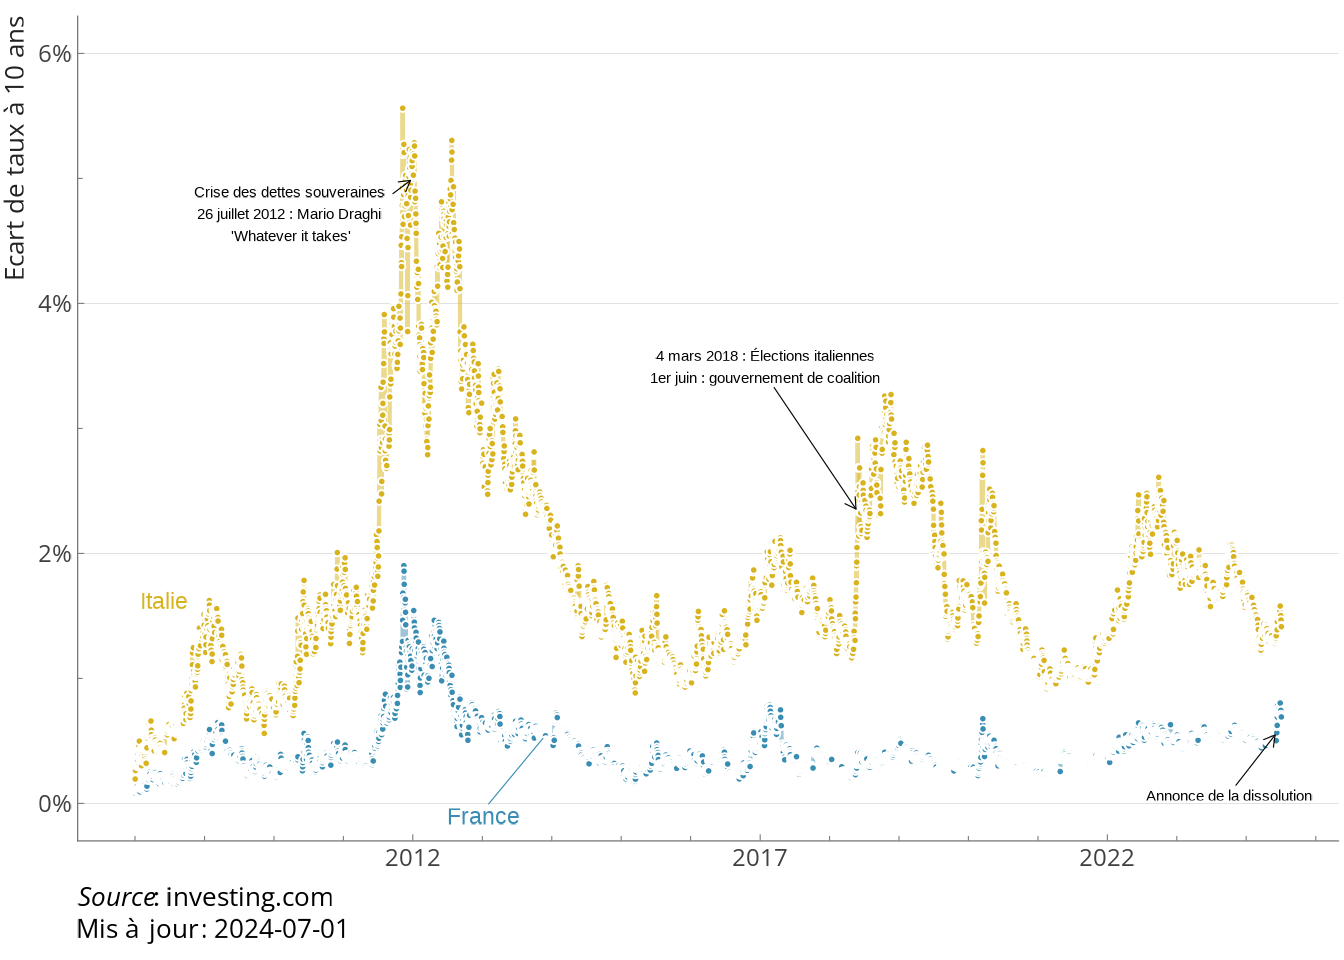 Ecart de taux à 10 ans
6%
4%
2%
0%
Crise des dettes souveraines
26 juillet 2012 : Mario Draghi
'Whatever it takes'
4 mars 2018 : Élections italiennes
1er juin : gouvernement de coalition
Italie
France
Annonce de la dissolution
2012
2017
2022
Source: investing.com
Mis à jour: 2024-07-01